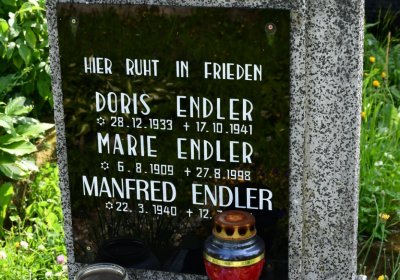 HIER RUHT IN FRIEDEN
DORIS ENDLER
✩ 28.12.1933 + 17.10.1941
MARIE ENDLER
✩ 6.8.1909 + 27.8.1998
MANFRED ENDLER
✩ 22.3.1940 + 12.